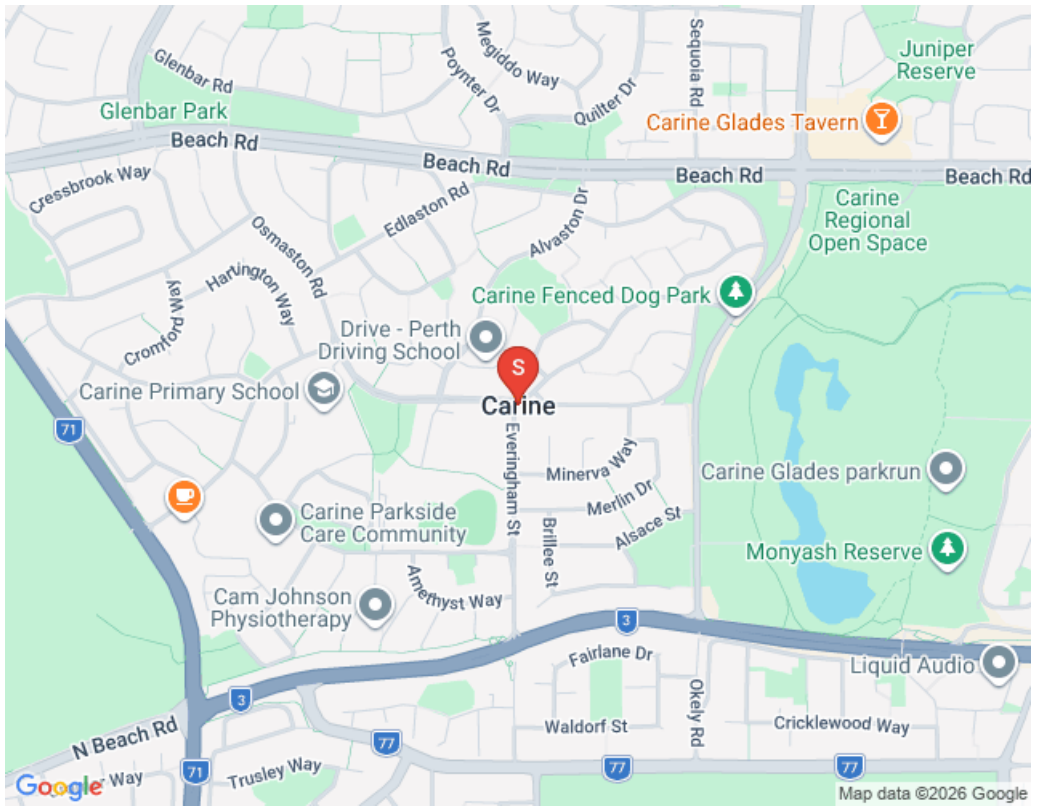 Megiddo Way
Poynter Dr
Sequoia Rd
Juniper
Reserve
Glenbar Rd
Quilter Dr
Glenbar Park
Carine Glades Tavern
Beach Rd
Beach Rd
Beach Rd
Beach Rd
Cressbrook Way
Edlaston Rd
Carine
Regional
Open Space
Osmaston Rd
Alvaston Dr
Hartington Way
Carine Fenced Dog Park
Cromford Way
Drive - Perth
Driving School
S
Carine Primary School
Carine
71
Everingham St
Minerva Way
Carine Glades parkrun
Merlin Dr
Carine Parkside
Care Community
Brillee St
Alsace St
Monyash Reserve
Amethyst Way
Cam Johnson
Physiotherapy
3
Fairlane Dr
Liquid Audio
3
Okely Rd
N Beach Rd
Waldorf St
Cricklewood Way
77
71
Trusley Way
77
77
Google
Way
Map data ©2026 Google